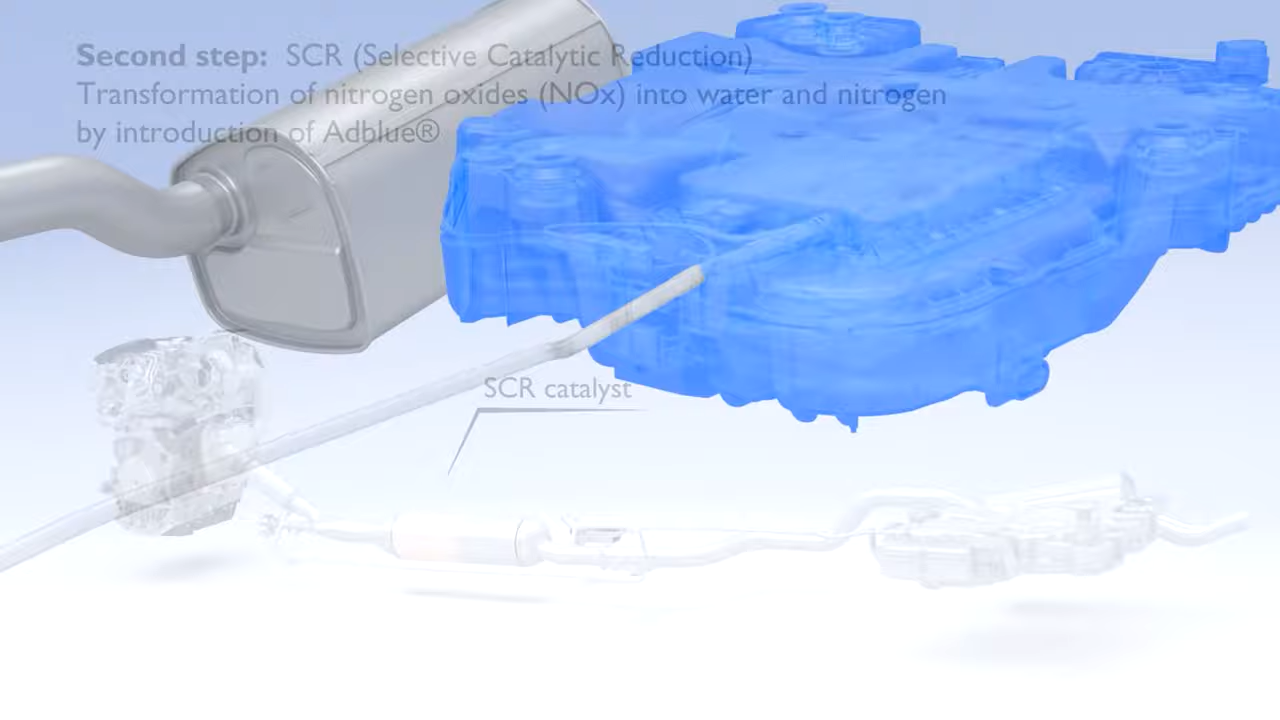 Second step: SCR (Selective Catalytic Reduction)
Transformation of nitrogen oxides (NOx) into water and nitrogen
by introduction of Adblue®
SCR catalyst